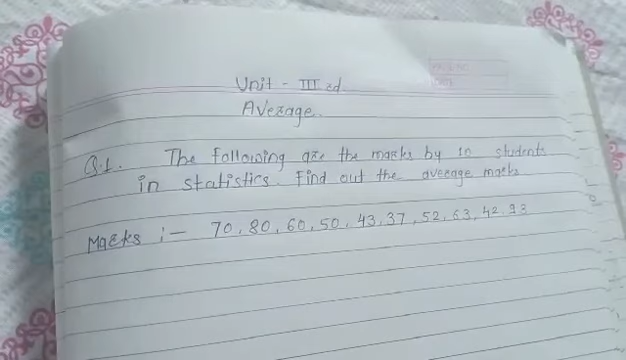 Unit - III rd
Average.
Q.1. The following are the marks by 10 students
in statistics. Find out the average marks
Marks :- 70, 80, 60, 50, 43, 37, 52, 63, 42, 93